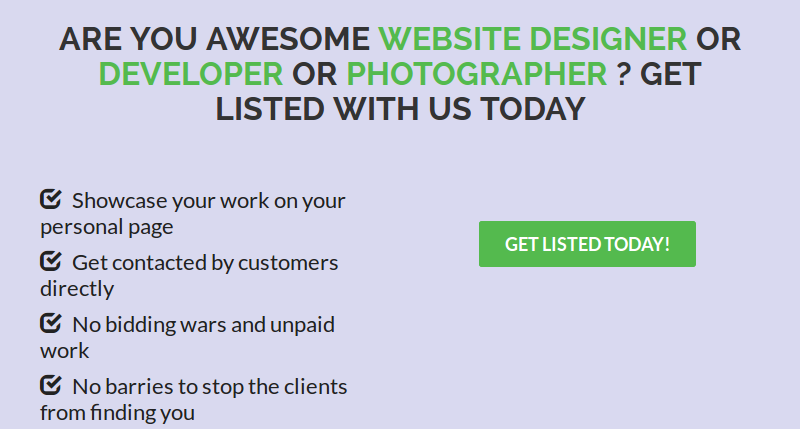 ARE YOU AWESOME WEBSITE DESIGNER OR
DEVELOPER OR PHOTOGRAPHER ? GET
LISTED WITH US TODAY
Showcase your work on your
personal page
Get contacted by customers
directly
No bidding wars and unpaid
work
No barries to stop the clients
from finding you
GET LISTED TODAY!